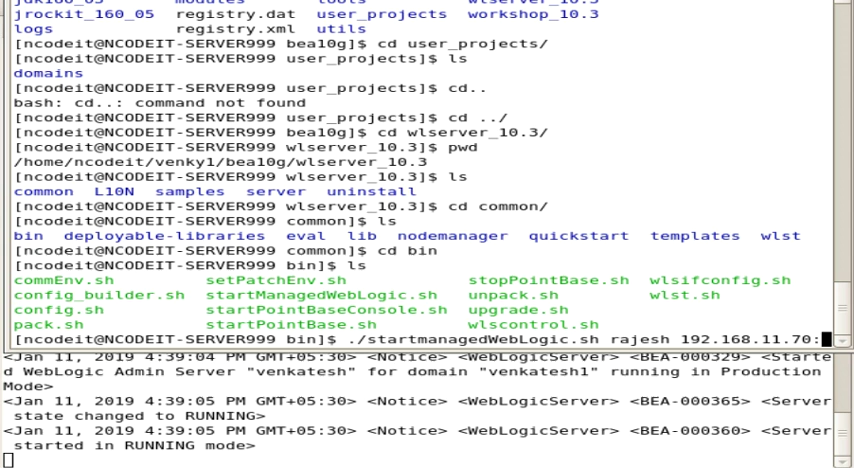 jrockit_160_05 registry.dat user_projects workshop_10.3
logs registry.xml utils
[ncodeit@NCODEIT-SERVER999 bea10g]$ cd user_projects/
[ncodeit@NCODEIT-SERVER999 user_projects]$ ls
domains
[ncodeit@NCODEIT-SERVER999 user_projects]$ cd..
bash: cd..: command not found
[ncodeit@NCODEIT-SERVER999 user_projects]$ cd ../
[ncodeit@NCODEIT-SERVER999 bea10g]$ cd wlserver_10.3/
[ncodeit@NCODEIT-SERVER999 wlserver_10.3]$ pwd
/home/ncodeit/venky1/bea10g/wlserver_10.3
[ncodeit@NCODEIT-SERVER999 wlserver_10.3]$ ls
common L10N samples server uninstall
[ncodeit@NCODEIT-SERVER999 wlserver_10.3]$ cd common/
[ncodeit@NCODEIT-SERVER999 common]$ ls
bin deployable-libraries eval lib nodemanager quickstart templates wlst
[ncodeit@NCODEIT-SERVER999 common]$ cd bin
[ncodeit@NCODEIT-SERVER999 bin]$ ls
commEnv.sh setPatchEnv.sh stopPointBase.sh wlsifconfig.sh
config_builder.sh startManagedWebLogic.sh unpack.sh wlst.sh
config.sh startPointBaseConsole.sh upgrade.sh
pack.sh startPointBase.sh wlscontrol.sh
[ncodeit@NCODEIT-SERVER999 bin]$ ./startmanagedWebLogic.sh rajesh 192.168.11.70:
<Jan 11, 2019 4:39:04 PM GMT+05:30> <Notice> <WebLogicServer> <BEA-000329> <Starte
d WebLogic Admin Server "venkatesh" for domain "venkatesh1" running in Production
Mode>
<Jan 11, 2019 4:39:05 PM GMT+05:30> <Notice> <WebLogicServer> <BEA-000365> <Server
state changed to RUNNING>
<Jan 11, 2019 4:39:05 PM GMT+05:30> <Notice> <WebLogicServer> <BEA-000360> <Server
started in RUNNING mode>